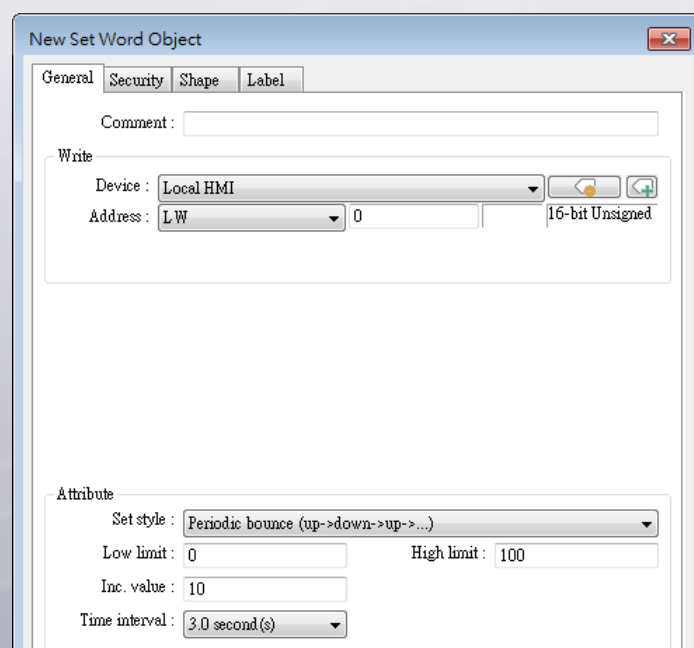 New Set Word Object
General Security Shape Label
Comment :
Write
Device : Local HMI
Address : LW 0 16-bit Unsigned
Attribute
Set style : Periodic bounce (up->down->up->...)
Low limit : 0 High limit : 100
Inc. value : 10
Time interval : 3.0 second(s)